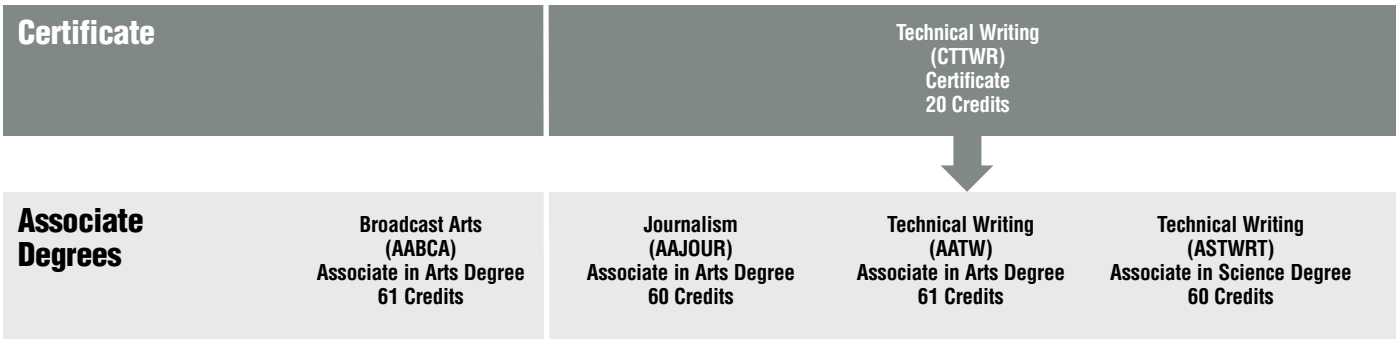 Certificate
Technical Writing
(CTTWR)
Certificate
20 Credits
Associate
Degrees
Broadcast Arts
(AABCA)
Associate in Arts Degree
61 Credits
Journalism
(AAJOUR)
Associate in Arts Degree
60 Credits
Technical Writing
(AATW)
Associate in Arts Degree
61 Credits
Technical Writing
(ASTWRT)
Associate in Science Degree
60 Credits